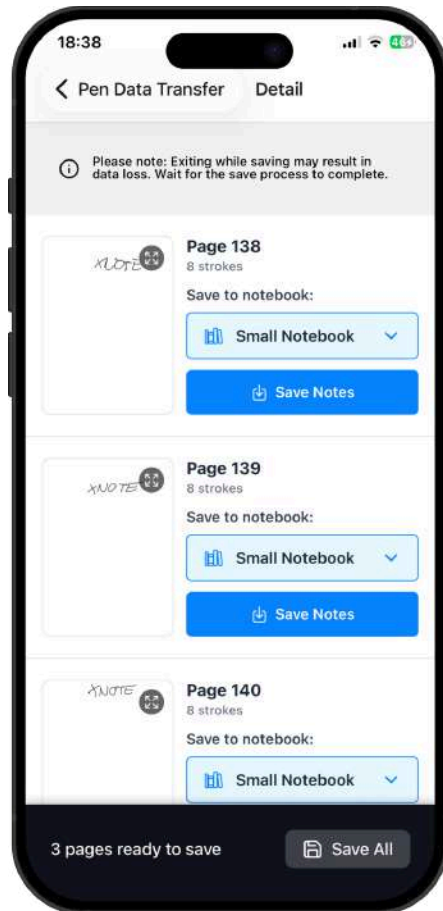 18:38
46
Pen Data Transfer Detail
Please note: Exiting while saving may result in
data loss. Wait for the save process to complete.
XNOTE
Page 138
8 strokes
Save to notebook:
Small Notebook
Save Notes
XNOTE
Page 139
8 strokes
Save to notebook:
Small Notebook
Save Notes
XNOTE
Page 140
8 strokes
Save to notebook:
Small Notebook
3 pages ready to save Save All